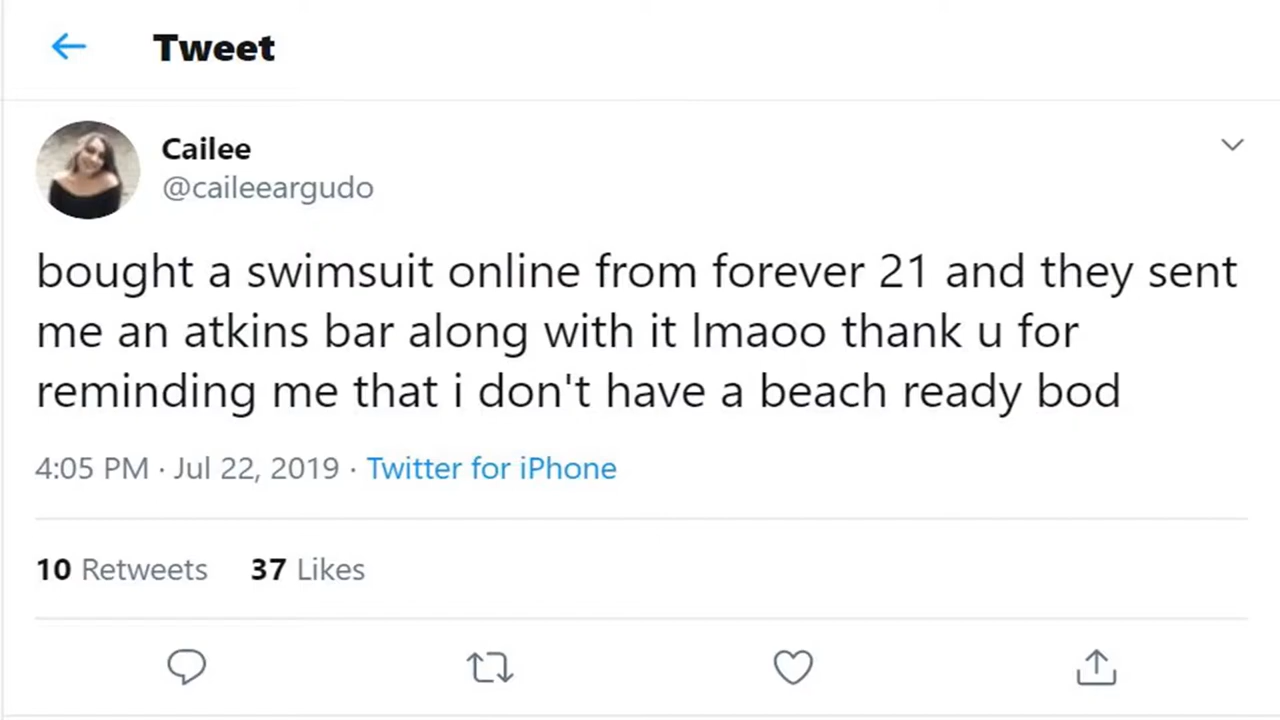 Tweet
Cailee
@caileeargudo
bought a swimsuit online from forever 21 and they sent
me an atkins bar along with it lmaoo thank u for
reminding me that i don't have a beach ready bod
4:05 PM · Jul 22, 2019 · Twitter for iPhone
10 Retweets 37 Likes